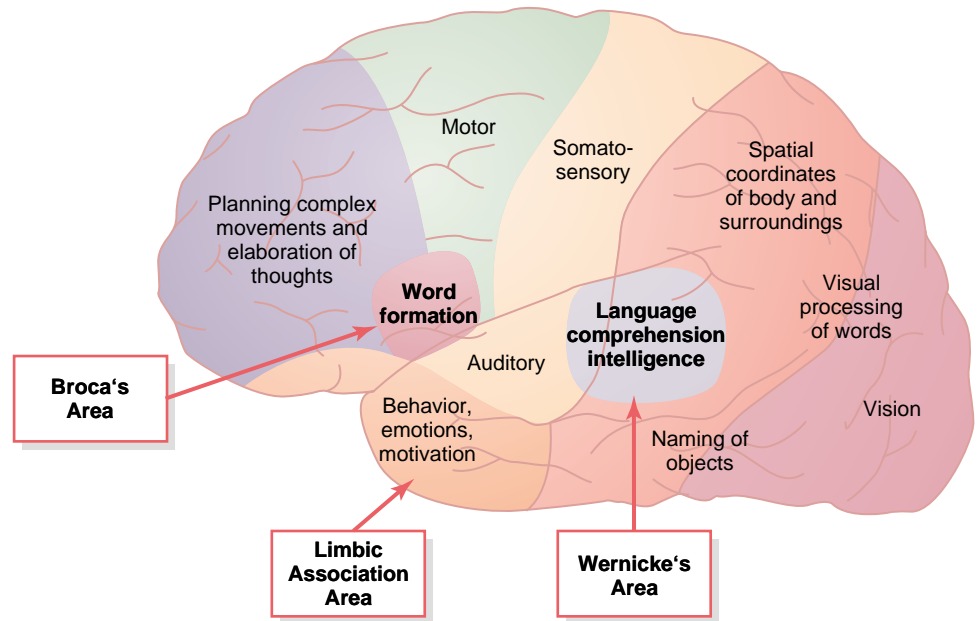 Motor
Somato-
sensory
Spatial
coordinates
of body and
surroundings
Planning complex
movements and
elaboration of
thoughts
Word
formation
Language
comprehension
intelligence
Visual
processing
of words
Auditory
Broca‘s
Area
Behavior,
emotions,
motivation
Vision
Naming of
objects
Limbic
Association
Area
Wernicke‘s
Area